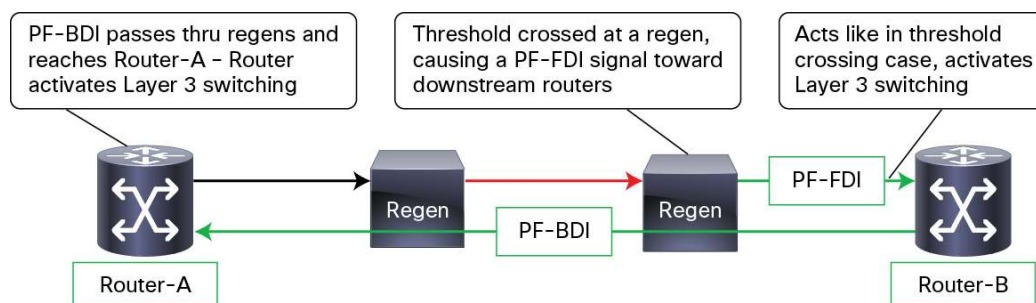 PF-BDI passes thru regens and
reaches Router-A – Router
activates Layer 3 switching
Threshold crossed at a regen,
causing a PF-FDI signal toward
downstream routers
Acts like in threshold
crossing case, activates
Layer 3 switching
Regen
Regen
PF-FDI
PF-BDI
Router-A
Router-B